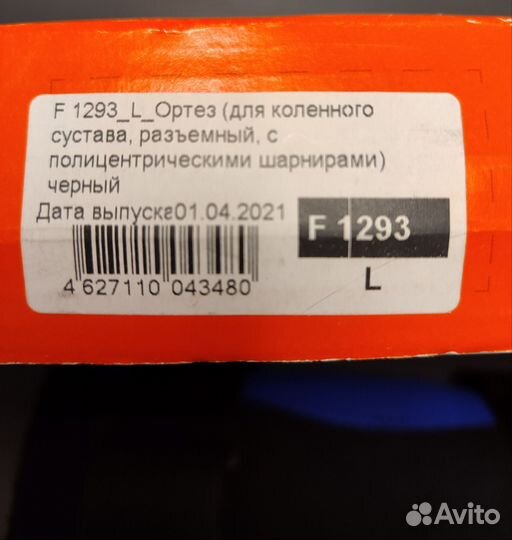 F 1293_L_Ортез (для коленного
сустава, разъемный, с
полицентрическими шарнирами)
черный
Дата выпуска01.04.2021
F 1293
L
4 627110 043480
Avito